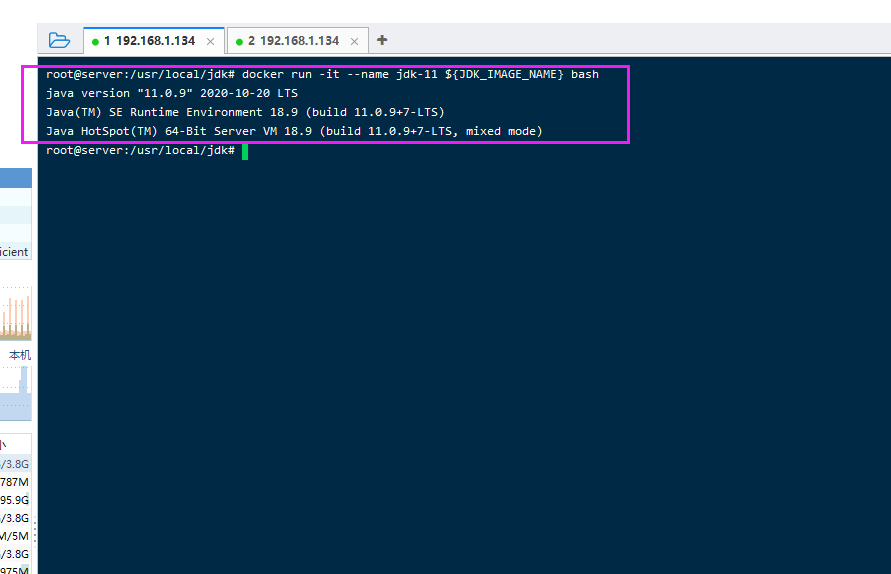 1 192.168.1.134
2 192.168.1.134
root@server:/usr/local/jdk# docker run -it --name jdk-11 ${JDK_IMAGE_NAME} bash
java version "11.0.9" 2020-10-20 LTS
Java(TM) SE Runtime Environment 18.9 (build 11.0.9+7-LTS)
Java HotSpot(TM) 64-Bit Server VM 18.9 (build 11.0.9+7-LTS, mixed mode)
root@server:/usr/local/jdk#
icient
本机
小
/3.8G
787M
95.9G
/3.8G
M/5M
/3.8G
975M